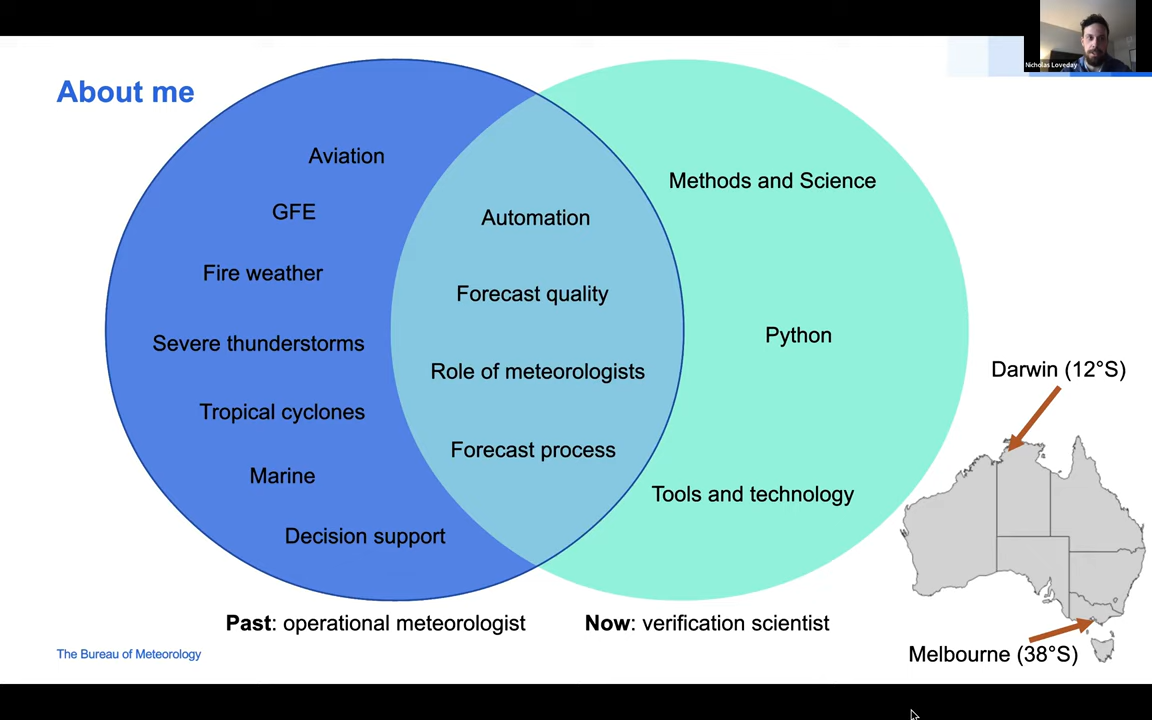 Nicholas Loveday
About me
Aviation
GFE
Fire weather
Severe thunderstorms
Tropical cyclones
Marine
Decision support
Automation
Forecast quality
Role of meteorologists
Forecast process
Methods and Science
Python
Tools and technology
Darwin (12°S)
Melbourne (38°S)
Past: operational meteorologist
Now: verification scientist
The Bureau of Meteorology